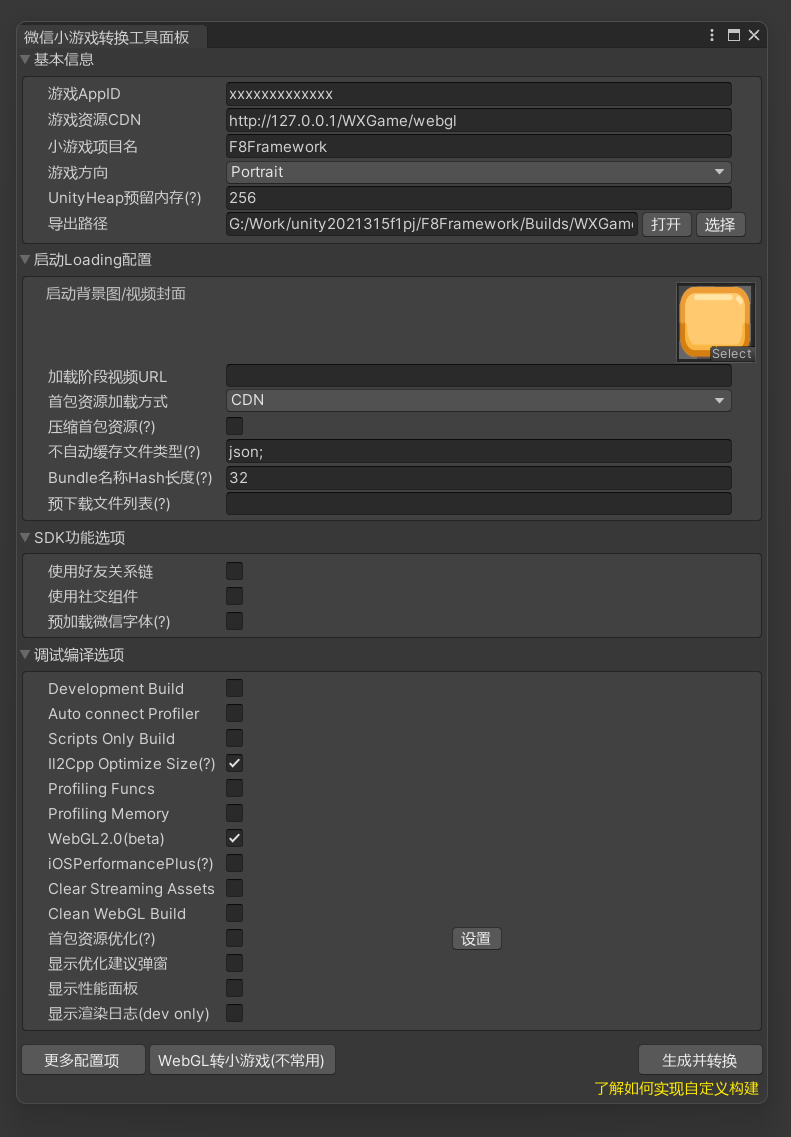 微信小游戏转换工具面板
基本信息
游戏AppID xxxxxxxxxxxxx
游戏资源CDN http://127.0.0.1/WXGame/webgl
小游戏项目名 F8Framework
游戏方向 Portrait
UnityHeap预留内存(?) 256
导出路径 G:/Work/unity2021315f1pj/F8Framework/Builds/WXGame 打开 选择
启动Loading配置
启动背景图/视频封面
Select
加载阶段视频URL
首包资源加载方式 CDN
压缩首包资源(?)
不自动缓存文件类型(?) json;
Bundle名称Hash长度(?) 32
预下载文件列表(?)
SDK功能选项
使用好友关系链
使用社交组件
预加载微信字体(?)
调试编译选项
Development Build
Auto connect Profiler
Scripts Only Build
Il2Cpp Optimize Size(?)
Profiling Funcs
Profiling Memory
WebGL2.0(beta)
iOSPerformancePlus(?)
Clear Streaming Assets
Clean WebGL Build
首包资源优化(?) 设置
显示优化建议弹窗
显示性能面板
显示渲染日志(dev only)
更多配置项 WebGL转小游戏(不常用) 生成并转换
了解如何实现自定义构建